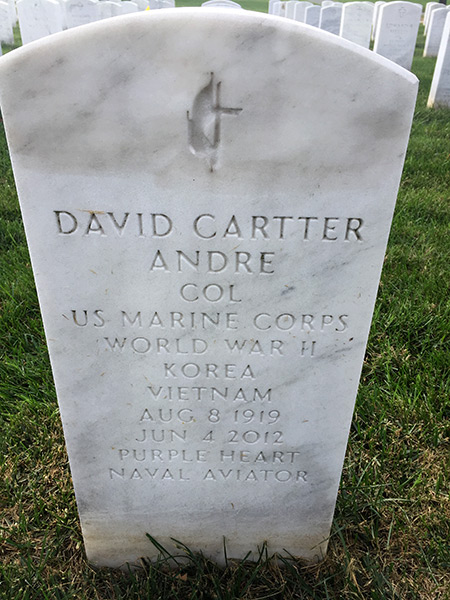 DAVID CARTTER
ANDRE
COL
US MARINE CORPS
WORLD WAR II
KOREA
VIETNAM
AUG 8 1919
JUN 4 2012
PURPLE HEART
NAVAL AVIATOR